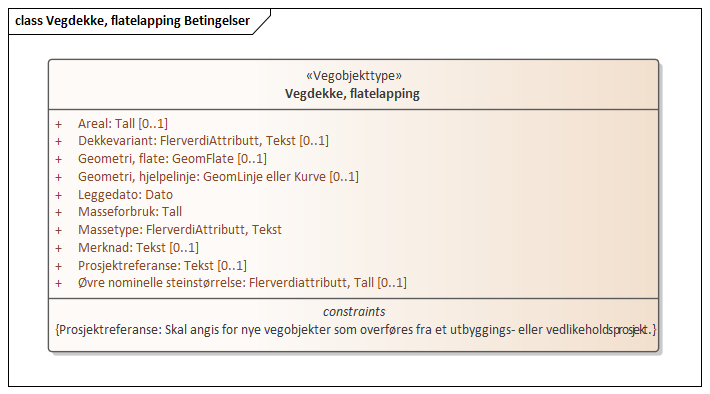 class Vegdekke, flatelapping Betingelser
«Vegobjekttype»
Vegdekke, flatelapping
+ Areal: Tall [0..1]
+ Dekkevariant: FlerverdiAttributt, Tekst [0..1]
+ Geometri, flate: GeomFlate [0..1]
+ Geometri, hjelpelinje: GeomLinje eller Kurve [0..1]
+ Leggedato: Dato
+ Masseforbruk: Tall
+ Massetype: FlerverdiAttributt, Tekst
+ Merknad: Tekst [0..1]
+ Prosjektreferanse: Tekst [0..1]
+ Øvre nominelle steinstørrelse: Flerverdiattributt, Tall [0..1]
constraints
{Prosjektreferanse: Skal angis for nye vegobjekter som overføres fra et utbyggings- eller vedlikeholdsprosjekt.}